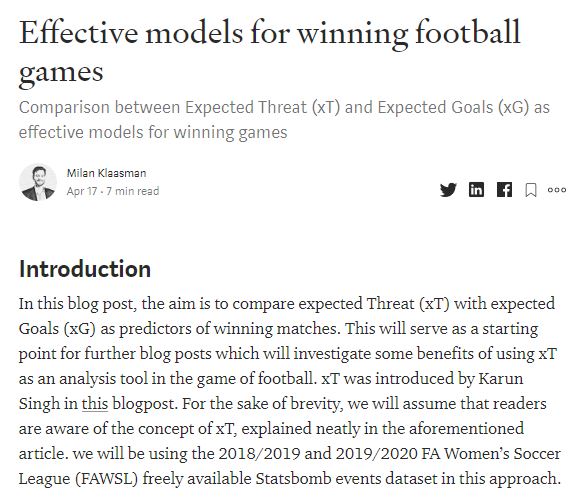 Effective models for winning football
games
Comparison between Expected Threat (xT) and Expected Goals (xG) as
effective models for winning games
Milan Klaasman
Apr 17 · 7 min read
Introduction
In this blog post, the aim is to compare expected Threat (xT) with expected
Goals (xG) as predictors of winning matches. This will serve as a starting
point for further blog posts which will investigate some benefits of using xT
as an analysis tool in the game of football. xT was introduced by Karun
Singh in this blogpost. For the sake of brevity, we will assume that readers
are aware of the concept of xT, explained neatly in the aforementioned
article. we will be using the 2018/2019 and 2019/2020 FA Women's Soccer
League (FAWSL) freely available Statsbomb events dataset in this approach.